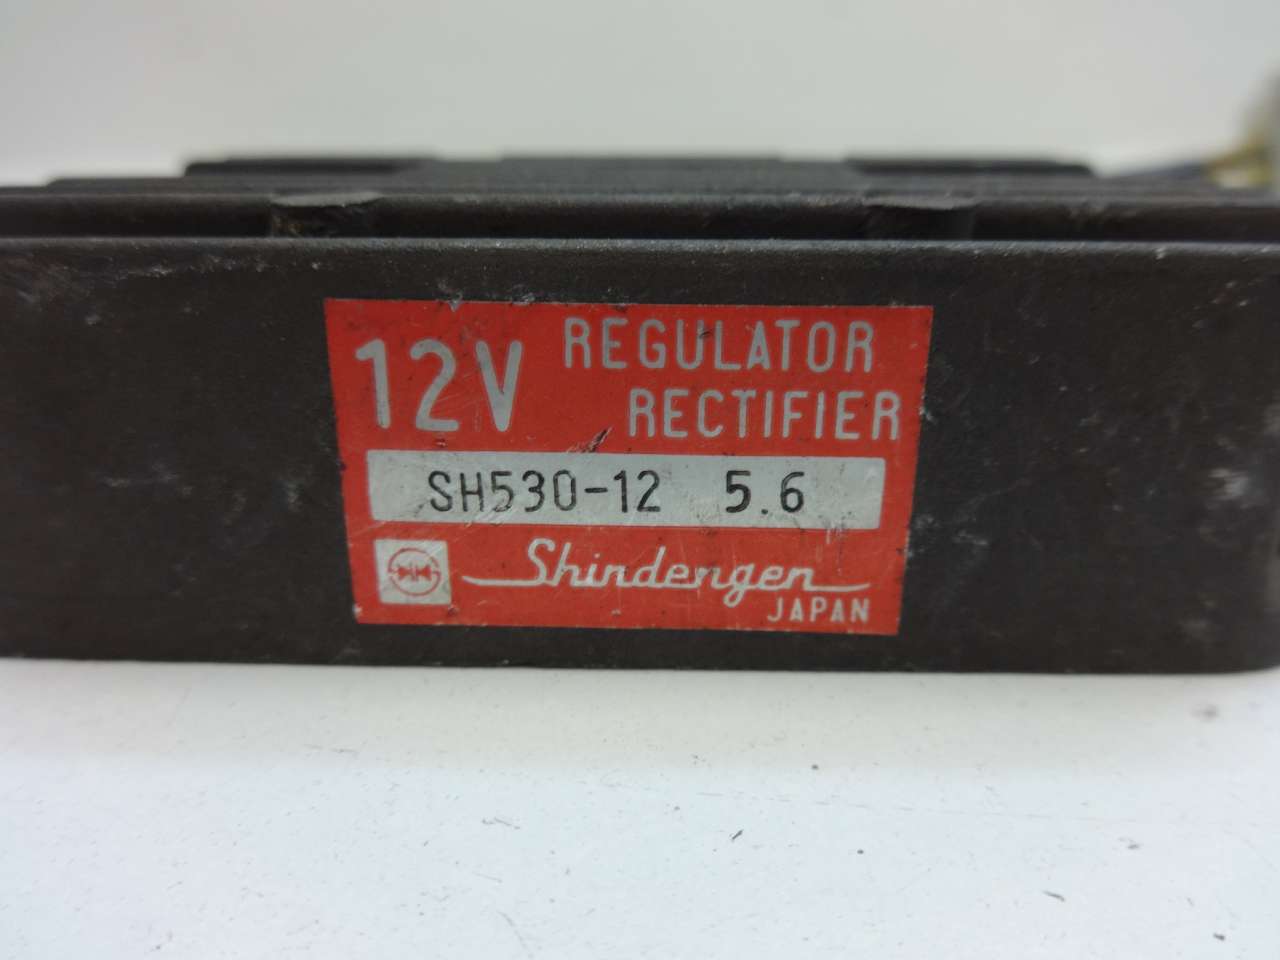 12V REGULATOR
RECTIFIER
SH530-12 5.6
Shindengen
JAPAN